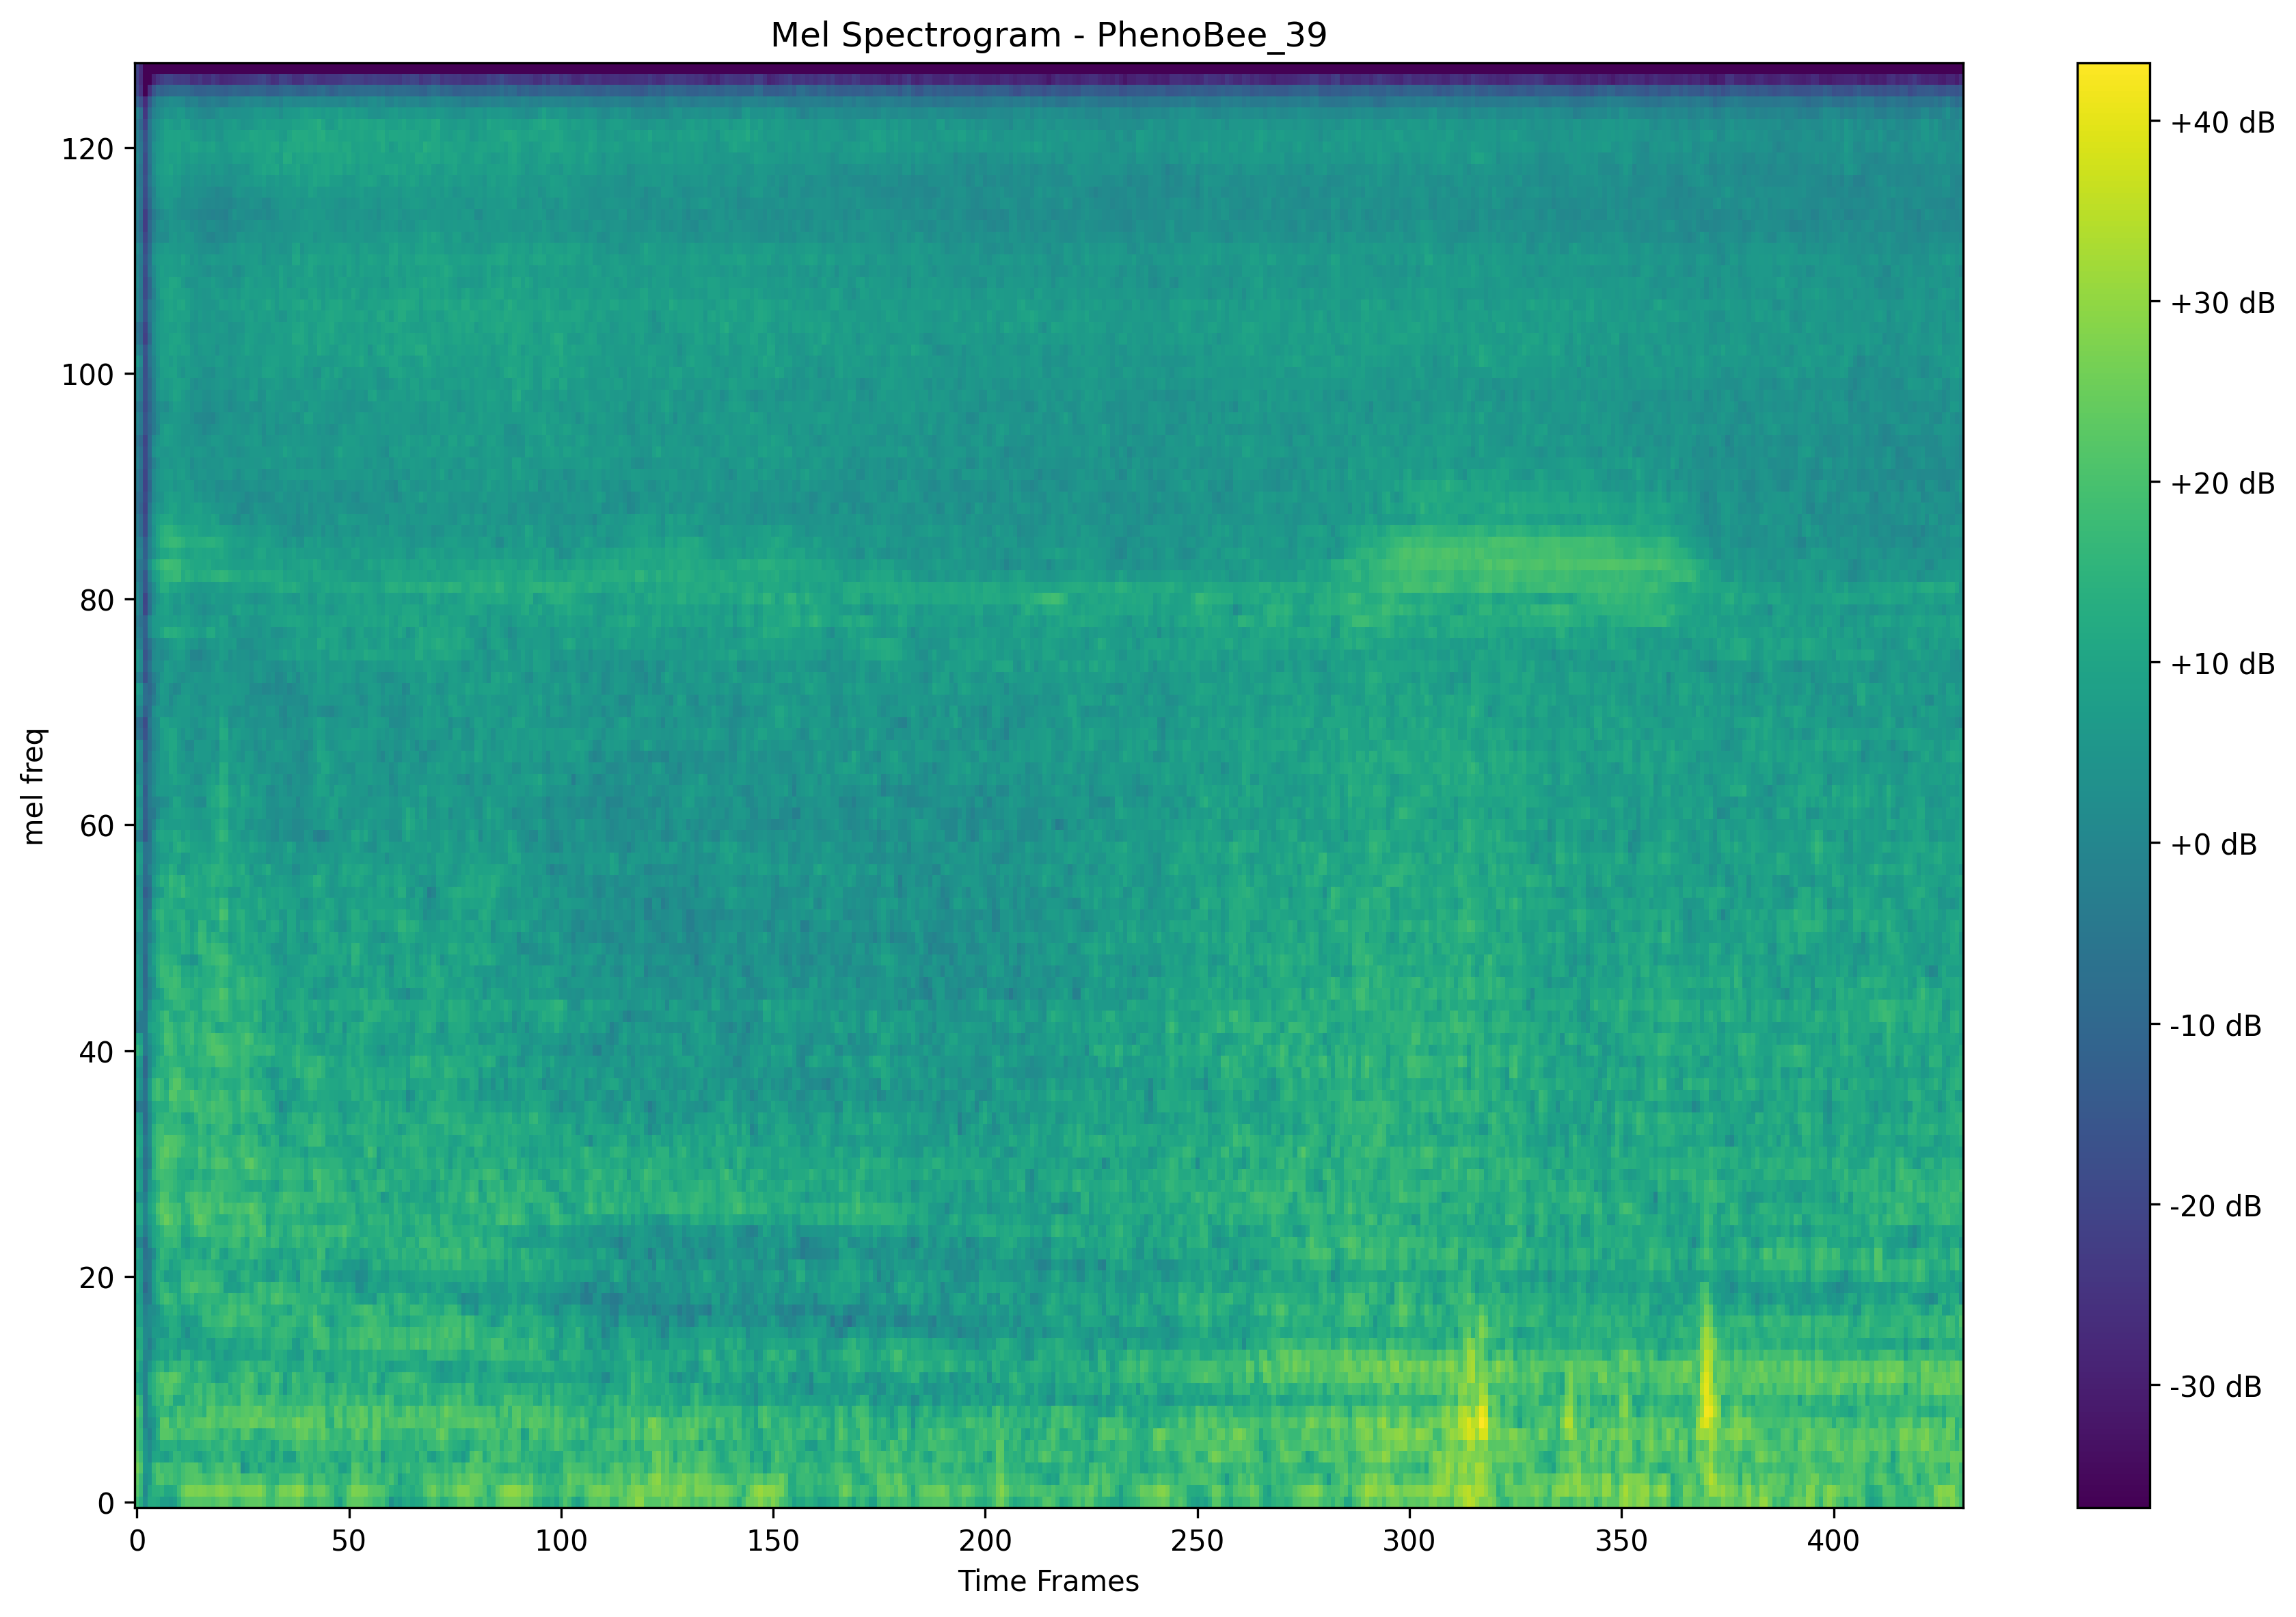 Mel Spectrogram - PhenoBee_39
120
100
80
60
40
20
0
mel freq
0 50 100 150 200 250 300 350 400
Time Frames
+40 dB
+30 dB
+20 dB
+10 dB
+0 dB
-10 dB
-20 dB
-30 dB